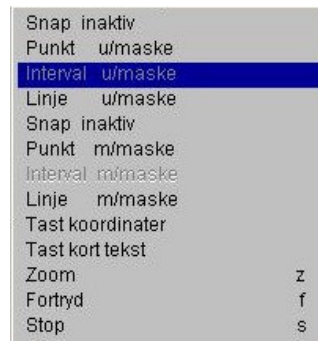 Snap inaktiv
Punkt u/maske
Interval u/maske
Linje u/maske
Snap inaktiv
Punkt m/maske
Interval m/maske
Linje m/maske
Tast koordinater
Tast kort tekst
Zoom z
Fortryd f
Stop s